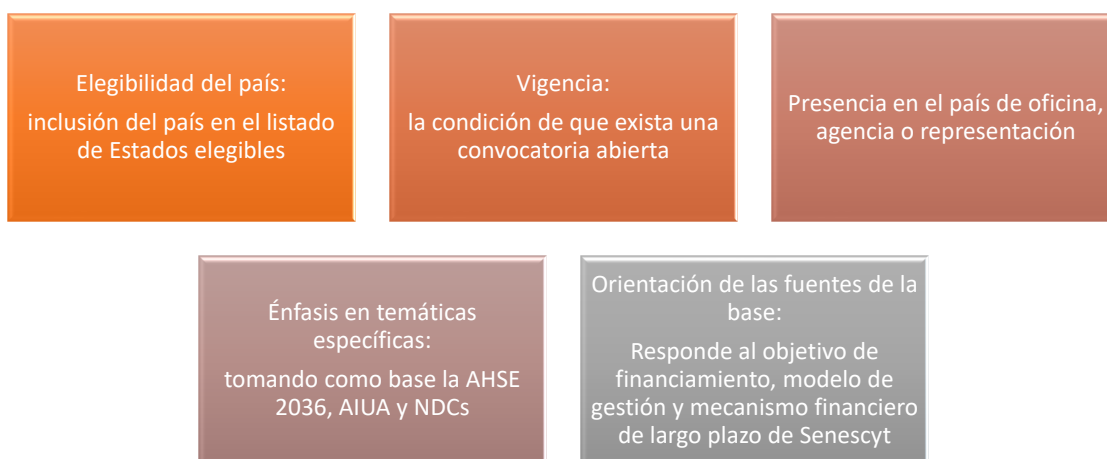 Elegibilidad del país:
inclusión del país en el listado
de Estados elegibles
Vigencia:
la condición de que exista una
convocatoria abierta
Presencia en el país de oficina,
agencia o representación
Énfasis en temáticas
específicas:
tomando como base la AHSE
2036, AIUA y NDCs
Orientación de las fuentes de la
base:
Responde al objetivo de
financiamiento, modelo de
gestión y mecanismo financiero
de largo plazo de Senescyt